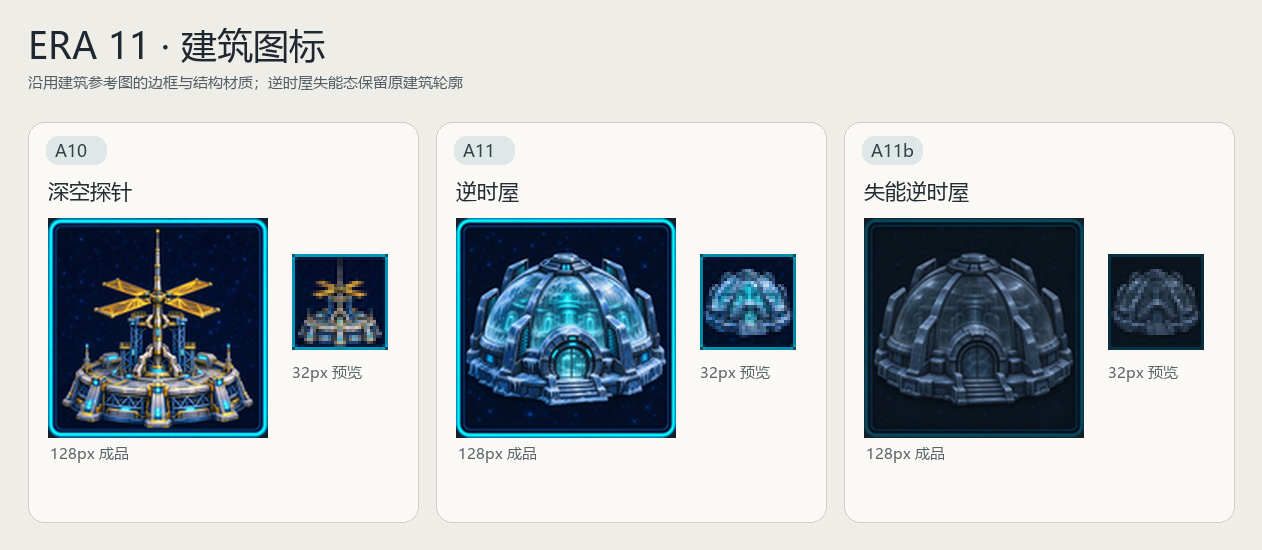 ERA 11 · 建筑图标
沿用建筑参考图的边框与结构材质；逆时屋失能态保留原建筑轮廓
A10
深空探针
32px 预览
128px 成品
A11
逆时屋
32px 预览
128px 成品
A11b
失能逆时屋
32px 预览
128px 成品